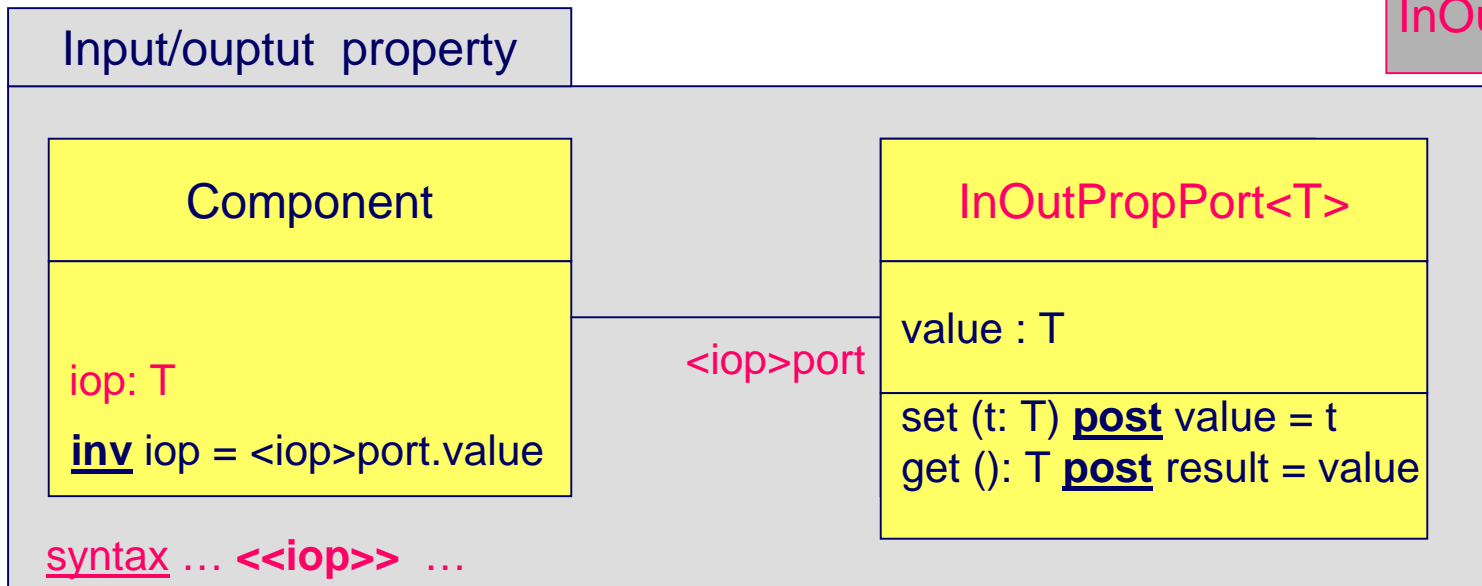 Input/ouptut property
InOu
Component
iop: T
inv iop = <iop>port.value
<iop>port
InOutPropPort<T>
value : T
set (t: T) post value = t
get (): T post result = value
syntax … <<iop>> …